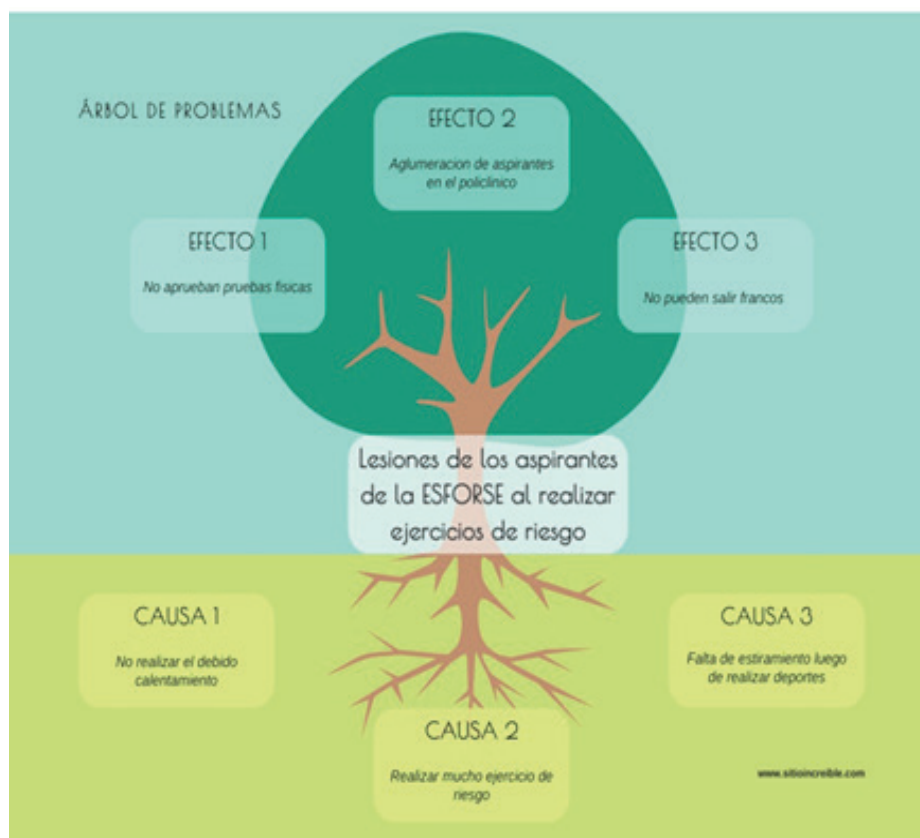 ÁRBOL DE PROBLEMAS
EFECTO 2
Aglumeracion de aspirantes
en el policlínico
EFECTO 1
No aprueban pruebas fisicas
EFECTO 3
No pueden salir francos
Lesiones de los aspirantes
de la ESFORSE al realizar
ejercicios de riesgo
CAUSA 1
No realizar el debido
calentamiento
CAUSA 3
Falta de estiramiento luego
de realizar deportes
CAUSA 2
Realizar mucho ejercicio de
riesgo
www.sitioincreible.com